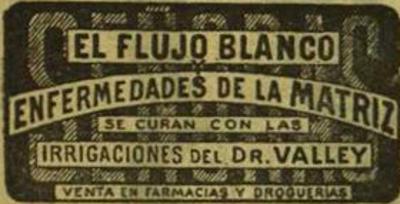 SEÑORAS
EL FLUJO BLANCO
Y
ENFERMEDADES DE LA MATRIZ
SE CURAN CON LAS
IRRIGACIONES DEL DR. VALLEY
VENTA EN FARMACIAS Y DROGUERIAS